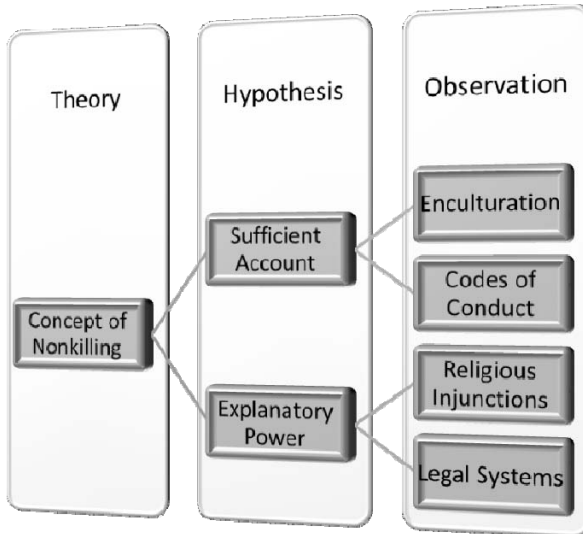 Theory
Concept of
Nonkilling
Hypothesis
Sufficient
Account
Explanatory
Power
Observation
Enculturation
Codes of
Conduct
Religious
Injunctions
Legal Systems